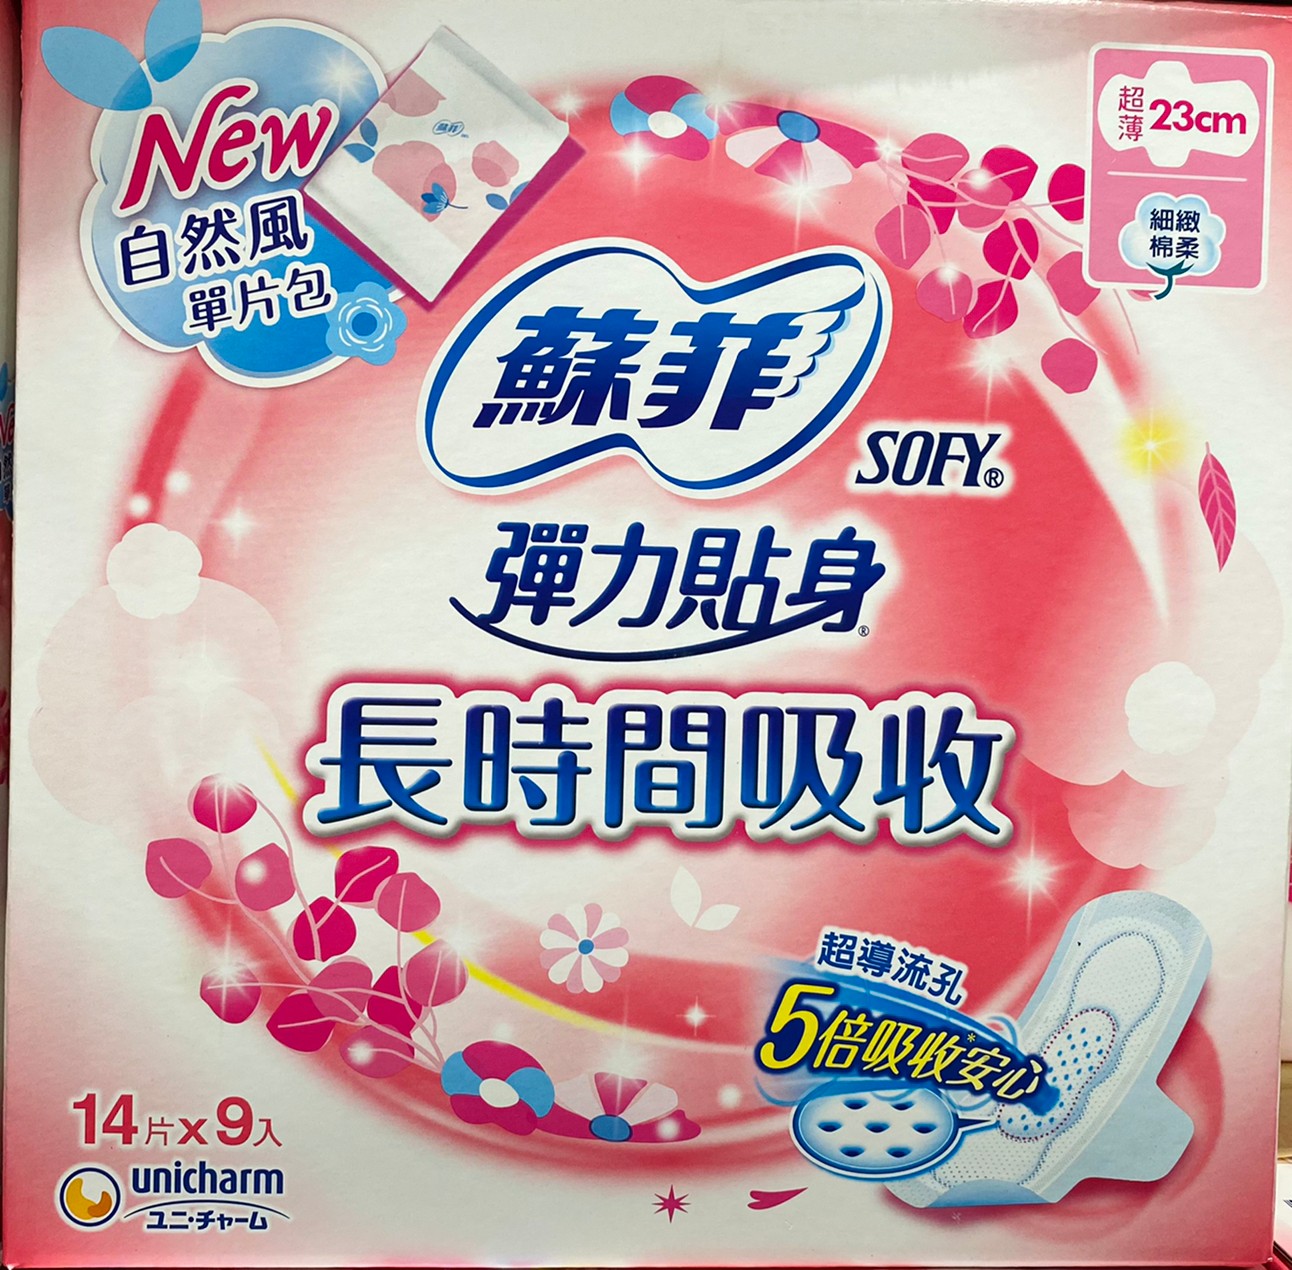 New
自然風
單片包
蘇菲
超薄 23cm
細緻
棉柔
蘇菲
SOFY®
彈力貼身®
長時間吸收
超導流孔
5倍吸收*安心
14片x9入
unicharm
ユニ・チャーム